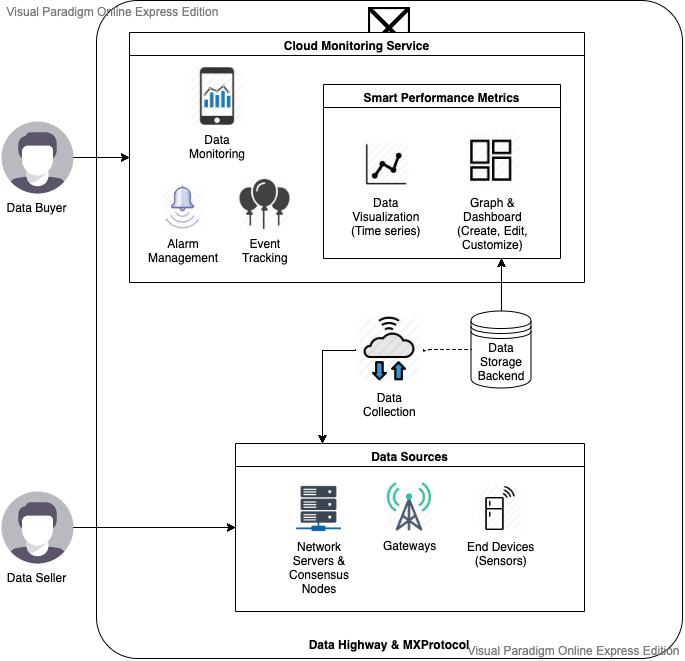 Visual Paradigm Online Express Edition
Cloud Monitoring Service
Data
Monitoring
Alarm
Management
Event
Tracking
Smart Performance Metrics
Data
Visualization
(Time series)
Graph &
Dashboard
(Create, Edit,
Customize)
Data Buyer
Data
Storage
Backend
Data
Collection
Data Sources
Network
Servers &
Consensus
Nodes
Gateways
End Devices
(Sensors)
Data Seller
Data Highway & MXProtocol
Visual Paradigm Online Express Edition